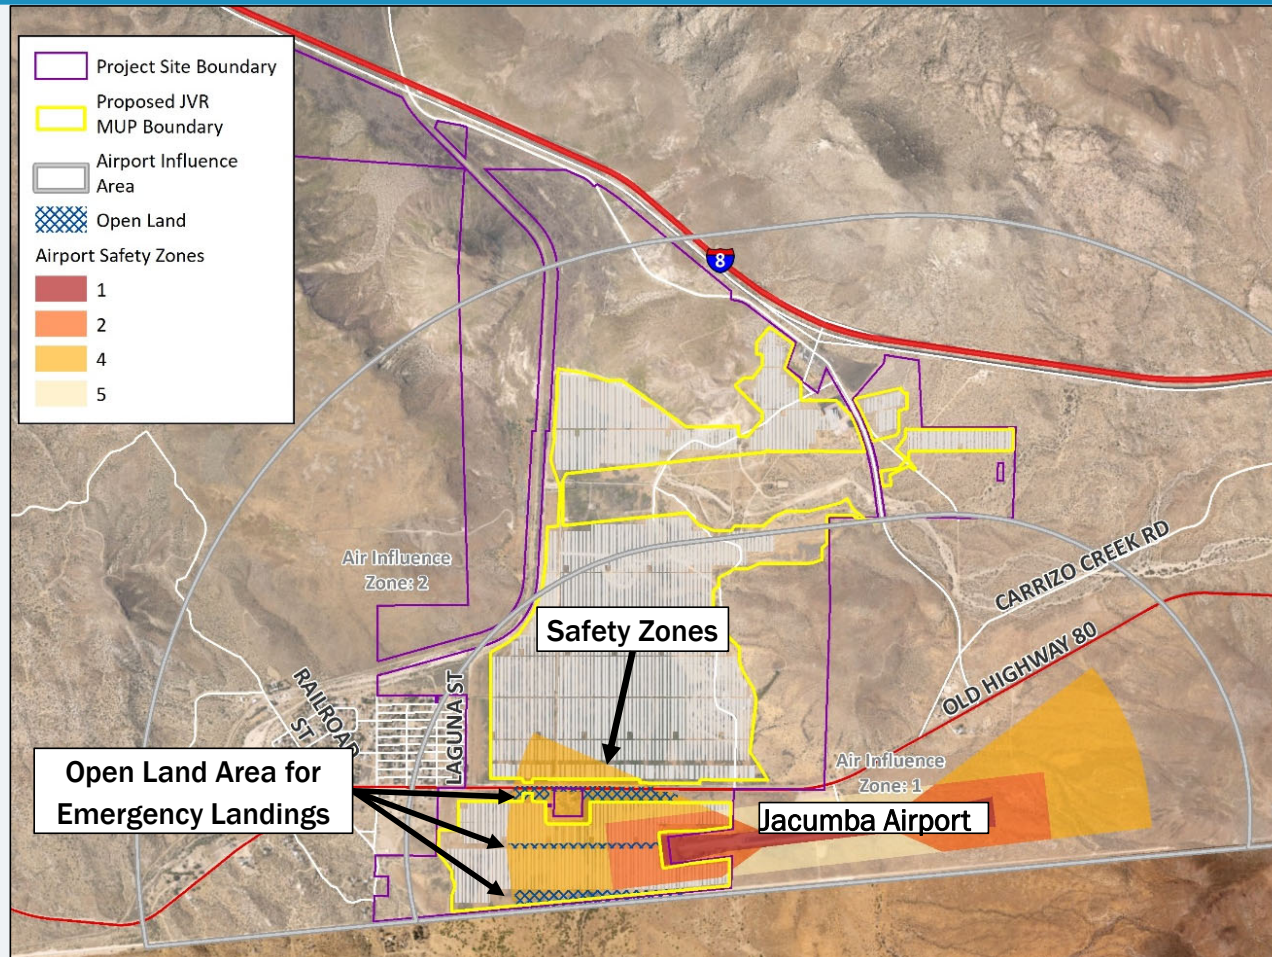 Project Site Boundary
Proposed JVR
MUP Boundary
Airport Influence
Area
Open Land
Airport Safety Zones
1
2
4
5
8
Air Influence
Zone: 2
CARRIZO CREEK RD
Safety Zones
OLD HIGHWAY 80
RAILROAD
ST
LAGUNA ST
Air Influence
Zone: 1
Open Land Area for
Emergency Landings
Jacumba Airport